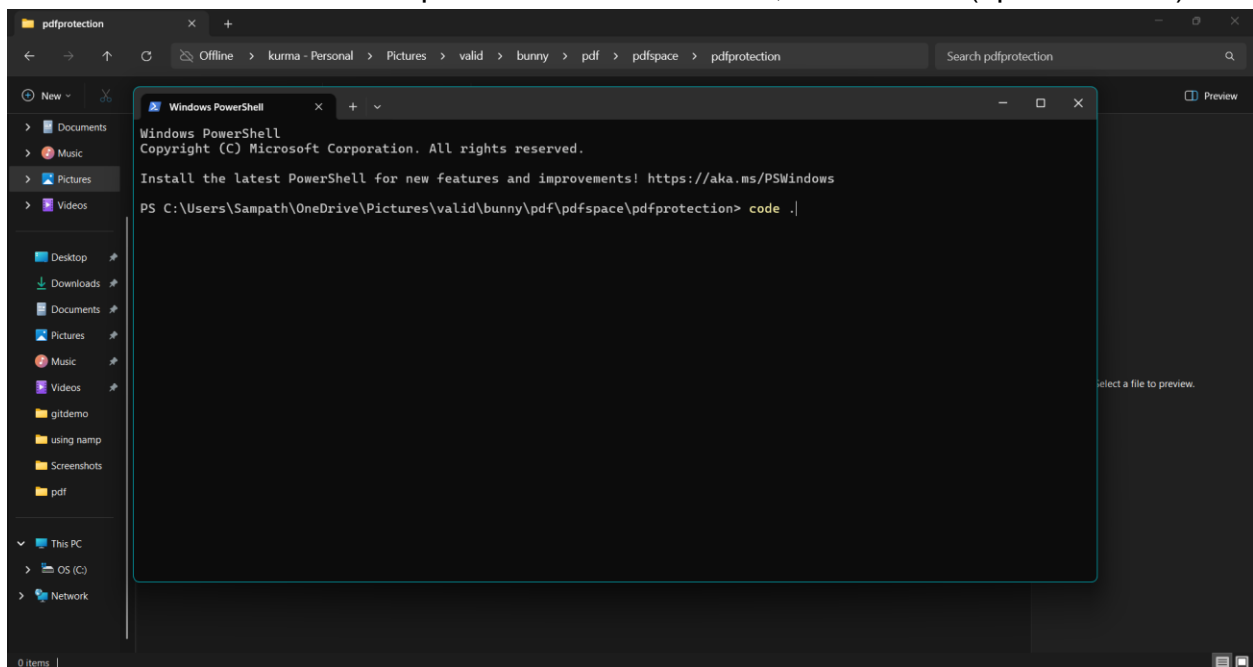 pdfprotection
Offline > kurma - Personal > Pictures > valid > bunny > pdf > pdfspace > pdfprotection
Search pdfprotection
New
Preview
Documents
Music
Pictures
Videos
Desktop
Downloads
Documents
Pictures
Music
Videos
gitdemo
using namp
Screenshots
pdf
This PC
OS (C:)
Network
0 items
Windows PowerShell
Windows PowerShell
Copyright (C) Microsoft Corporation. All rights reserved.
Install the latest PowerShell for new features and improvements! https://aka.ms/PSWindows
PS C:\Users\Sampath\OneDrive\Pictures\valid\bunny\pdf\pdfspace\pdfprotection> code .
Select a file to preview.